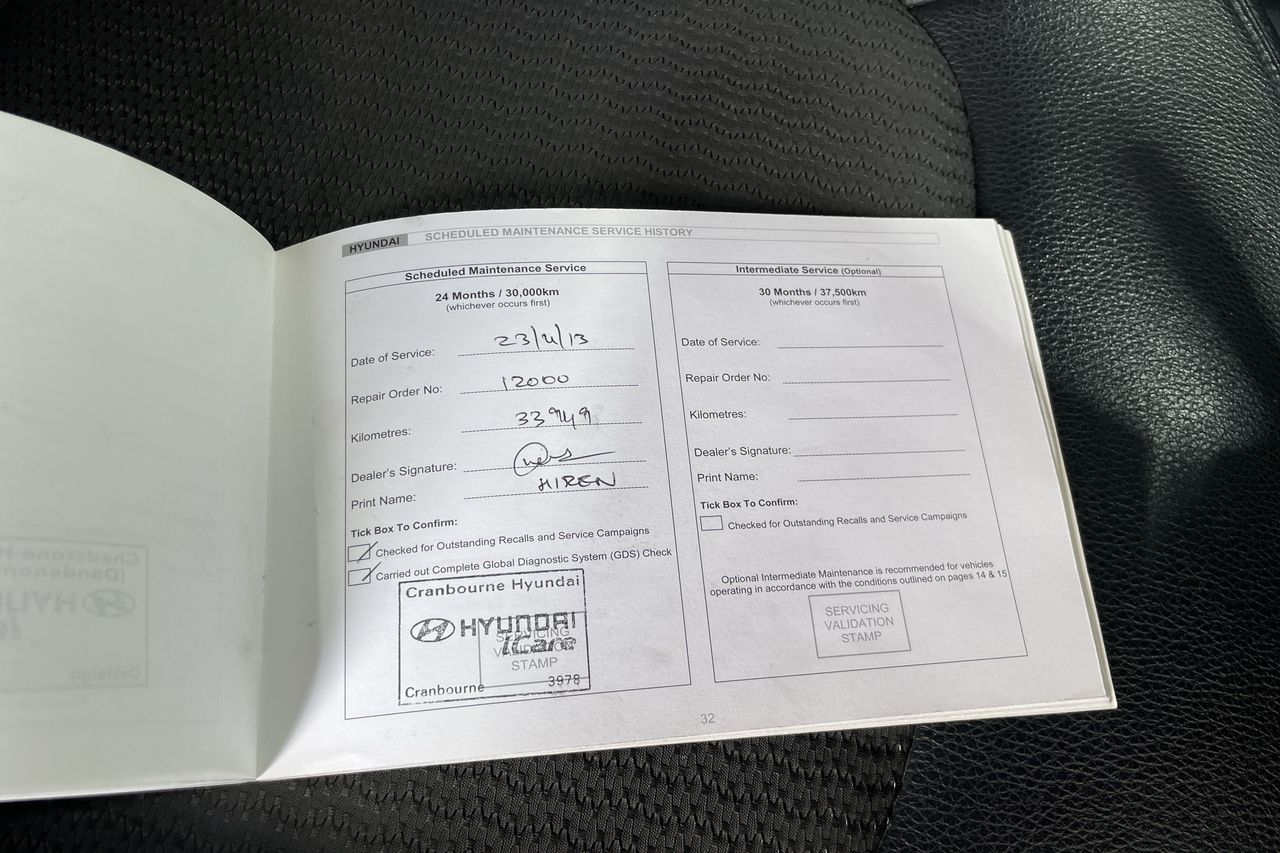 HYUNDAI SCHEDULED MAINTENANCE SERVICE HISTORY
Scheduled Maintenance Service
24 Months / 30,000km
(whichever occurs first)
Date of Service: 23/4/13
Repair Order No: 12000
Kilometres: 33949
Dealer's Signature:
Print Name: HIREN
Tick Box To Confirm:
Checked for Outstanding Recalls and Service Campaigns
Carried out Complete Global Diagnostic System (GDS) Check
Cranbourne Hyundai
HYUNDAI
iCare
SERVICING
VALIDATION
STAMP
Cranbourne 3978
Intermediate Service (Optional)
30 Months / 37,500km
(whichever occurs first)
Date of Service:
Repair Order No:
Kilometres:
Dealer's Signature:
Print Name:
Tick Box To Confirm:
Checked for Outstanding Recalls and Service Campaigns
Optional Intermediate Maintenance is recommended for vehicles
operating in accordance with the conditions outlined on pages 14 & 15
SERVICING
VALIDATION
STAMP
32